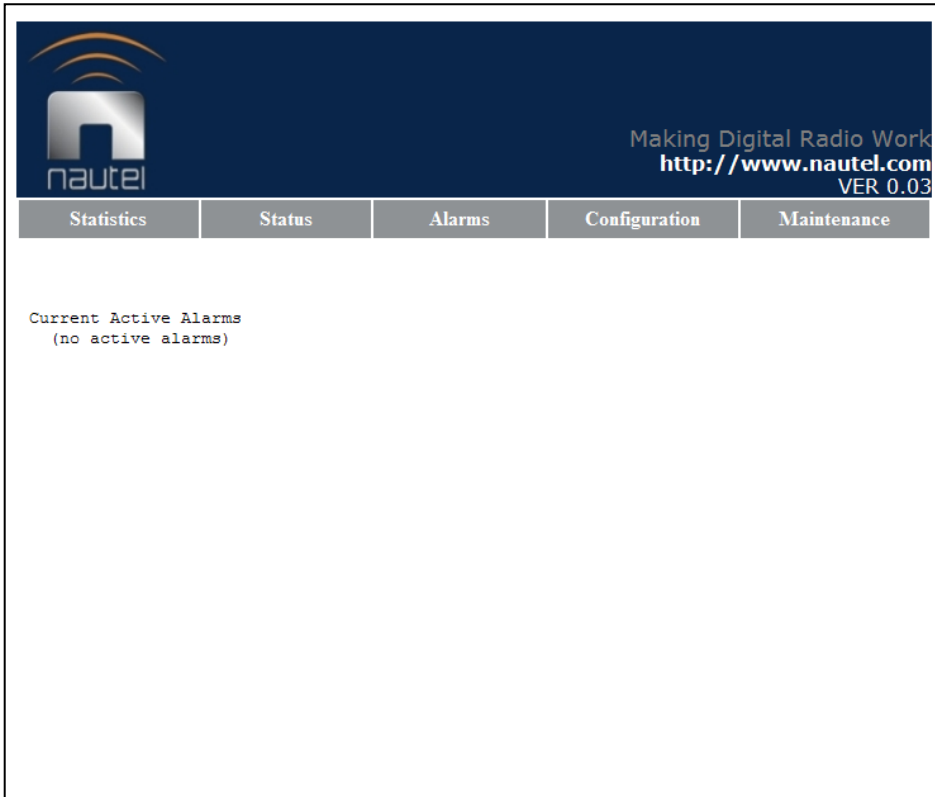 nautel
Making Digital Radio Work
http://www.nautel.com
VER 0.03
Statistics Status Alarms Configuration Maintenance
Current Active Alarms
(no active alarms)